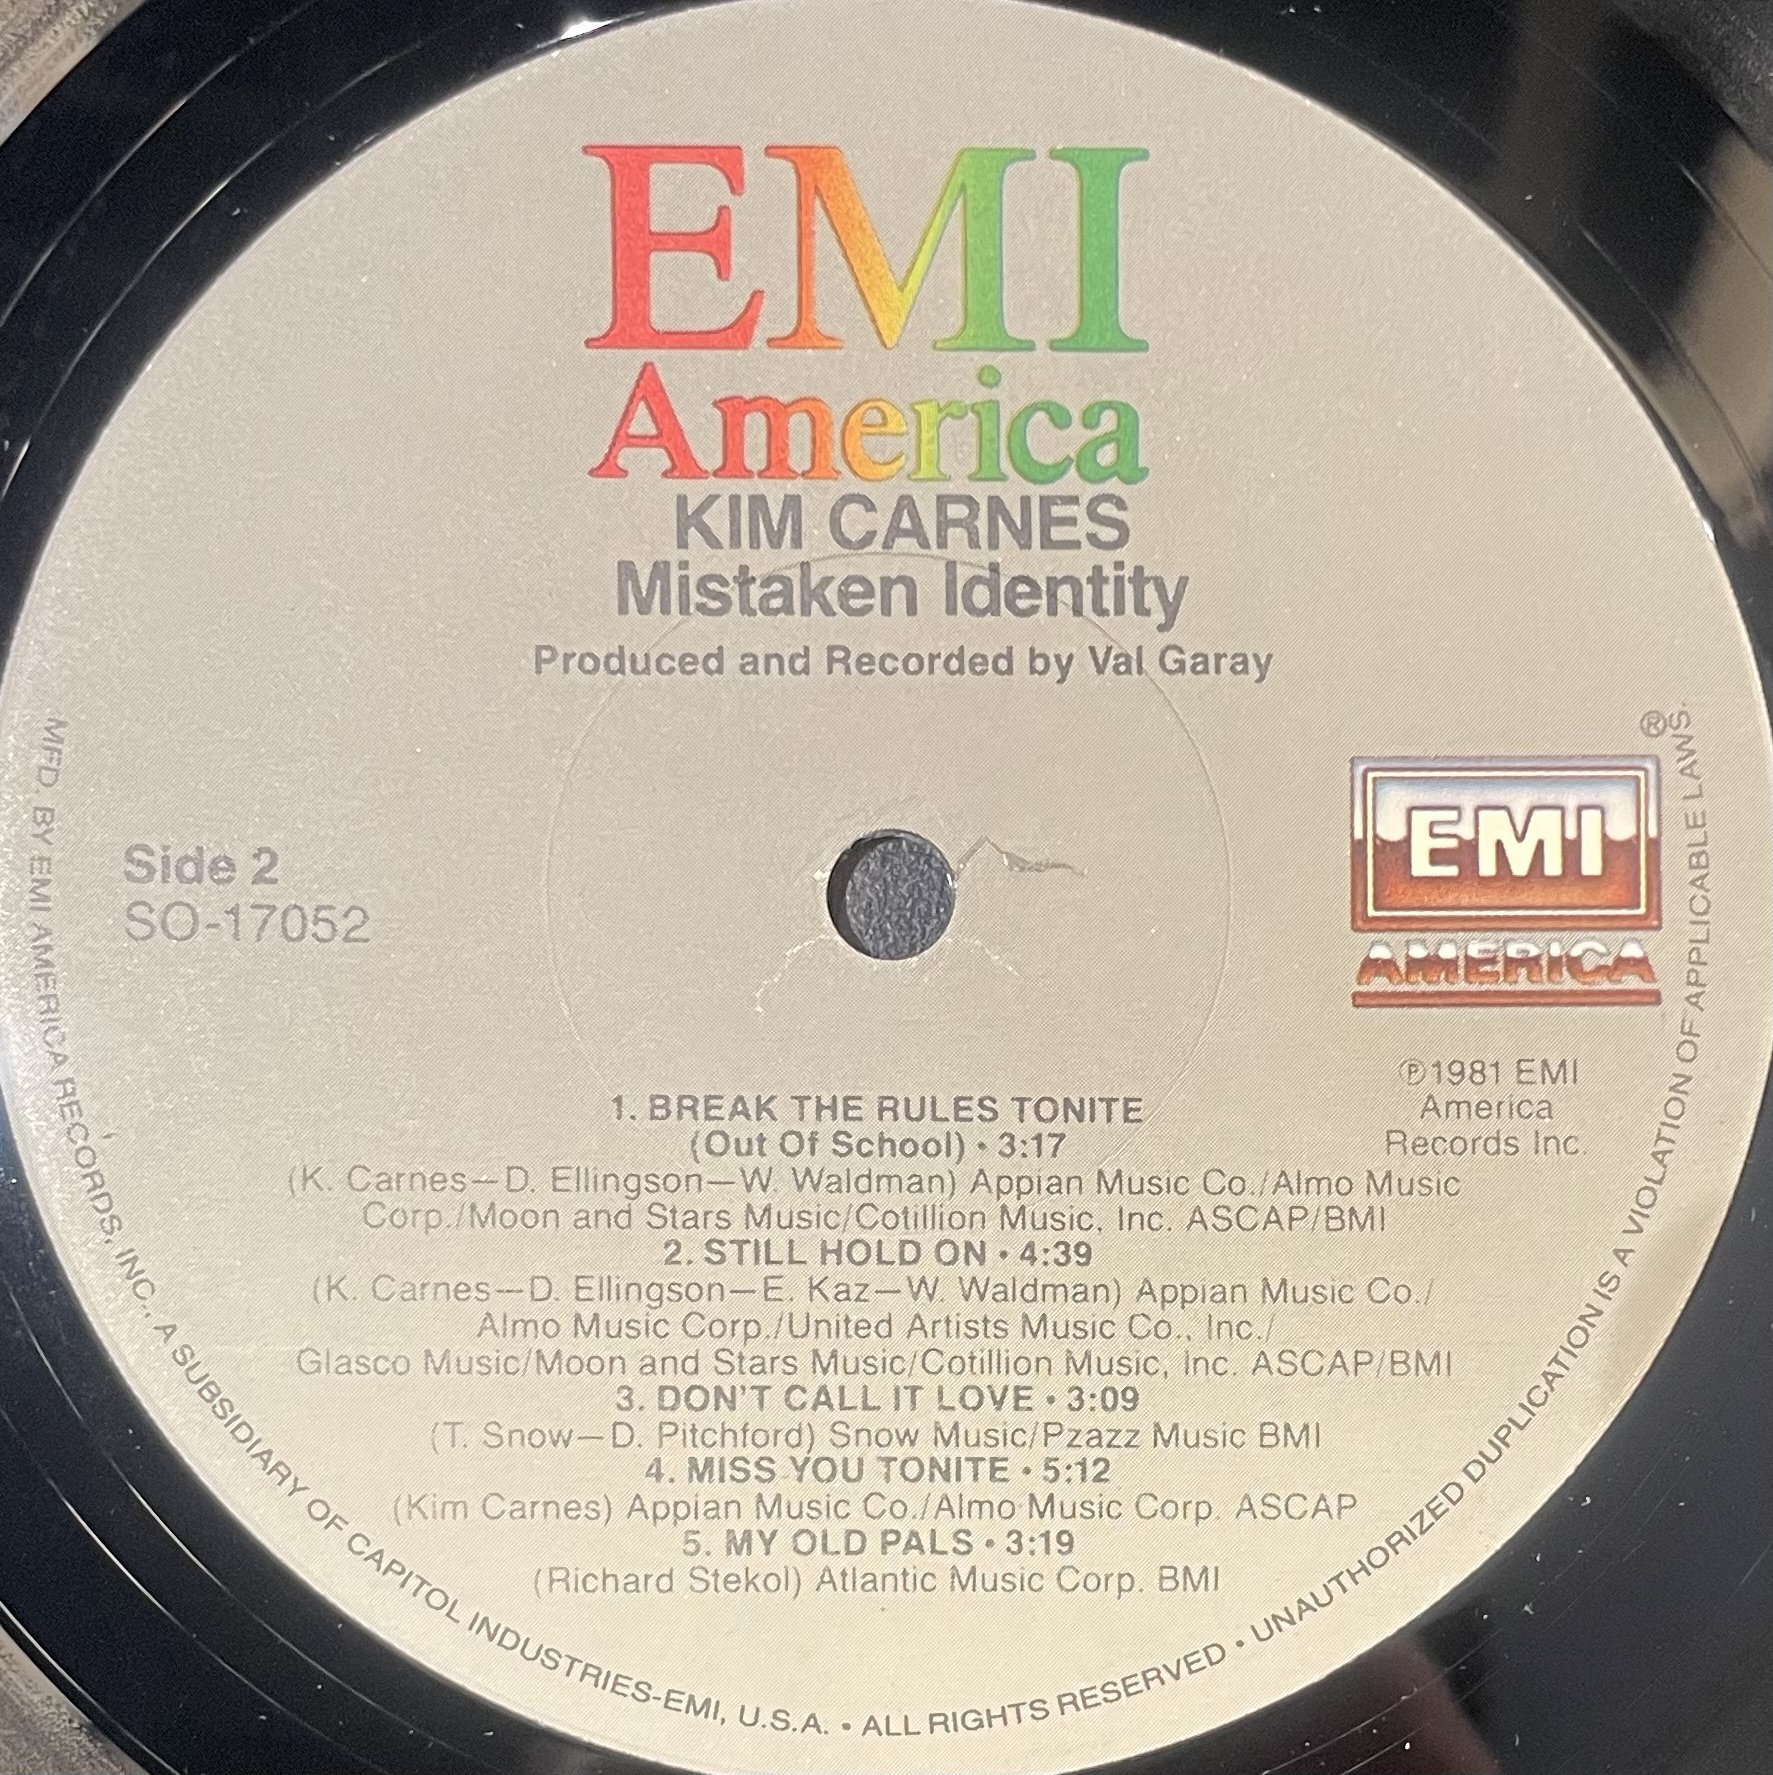 EMI
America
KIM CARNES
Mistaken Identity
Produced and Recorded by Val Garay
Side 2
SO-17052
®
EMI
AMERICA
℗1981 EMI
America
Records Inc.
1. BREAK THE RULES TONITE
(Out Of School) • 3:17
(K. Carnes—D. Ellingson—W. Waldman) Appian Music Co./Almo Music
Corp./Moon and Stars Music/Cotillion Music, Inc. ASCAP/BMI
2. STILL HOLD ON • 4:39
(K. Carnes—D. Ellingson—E. Kaz—W. Waldman) Appian Music Co./
Almo Music Corp./United Artists Music Co., Inc./
Glasco Music/Moon and Stars Music/Cotillion Music, Inc. ASCAP/BMI
3. DON'T CALL IT LOVE • 3:09
(T. Snow—D. Pitchford) Snow Music/Pzazz Music BMI
4. MISS YOU TONITE • 5:12
(Kim Carnes) Appian Music Co./Almo Music Corp. ASCAP
5. MY OLD PALS • 3:19
(Richard Stekol) Atlantic Music Corp. BMI
MFD. BY EMI AMERICA RECORDS, INC., A SUBSIDIARY OF CAPITOL INDUSTRIES-EMI, U.S.A. • ALL RIGHTS RESERVED • UNAUTHORIZED DUPLICATION IS A VIOLATION OF APPLICABLE LAWS.